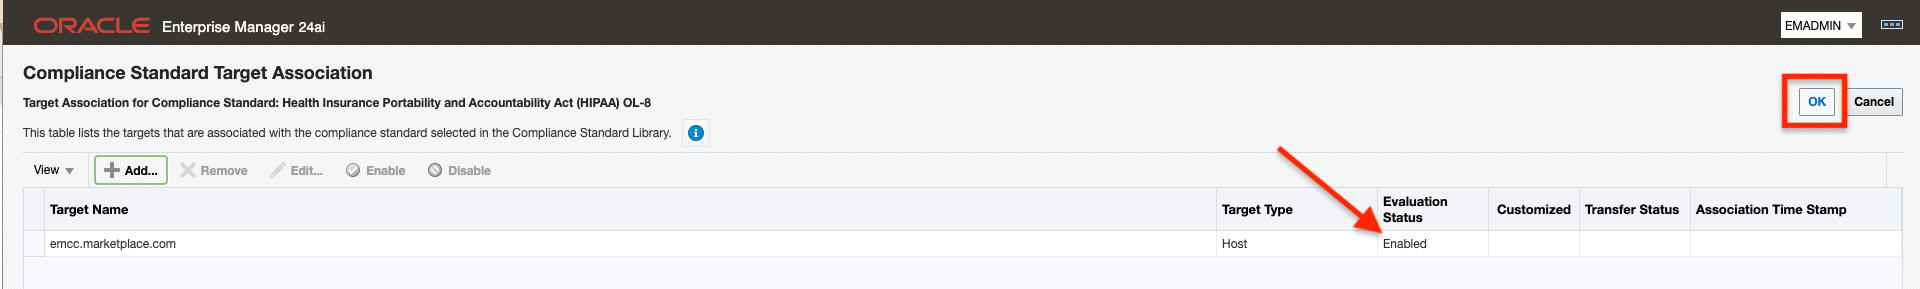 ORACLE Enterprise Manager 24ai
EMADMIN
Compliance Standard Target Association
Target Association for Compliance Standard: Health Insurance Portability and Accountability Act (HIPAA) OL-8
OK
Cancel
This table lists the targets that are associated with the compliance standard selected in the Compliance Standard Library.
View
Add...
Remove
Edit...
Enable
Disable
Target Name
Target Type
Evaluation
Status
Customized
Transfer Status
Association Time Stamp
emcc.marketplace.com
Host
Enabled